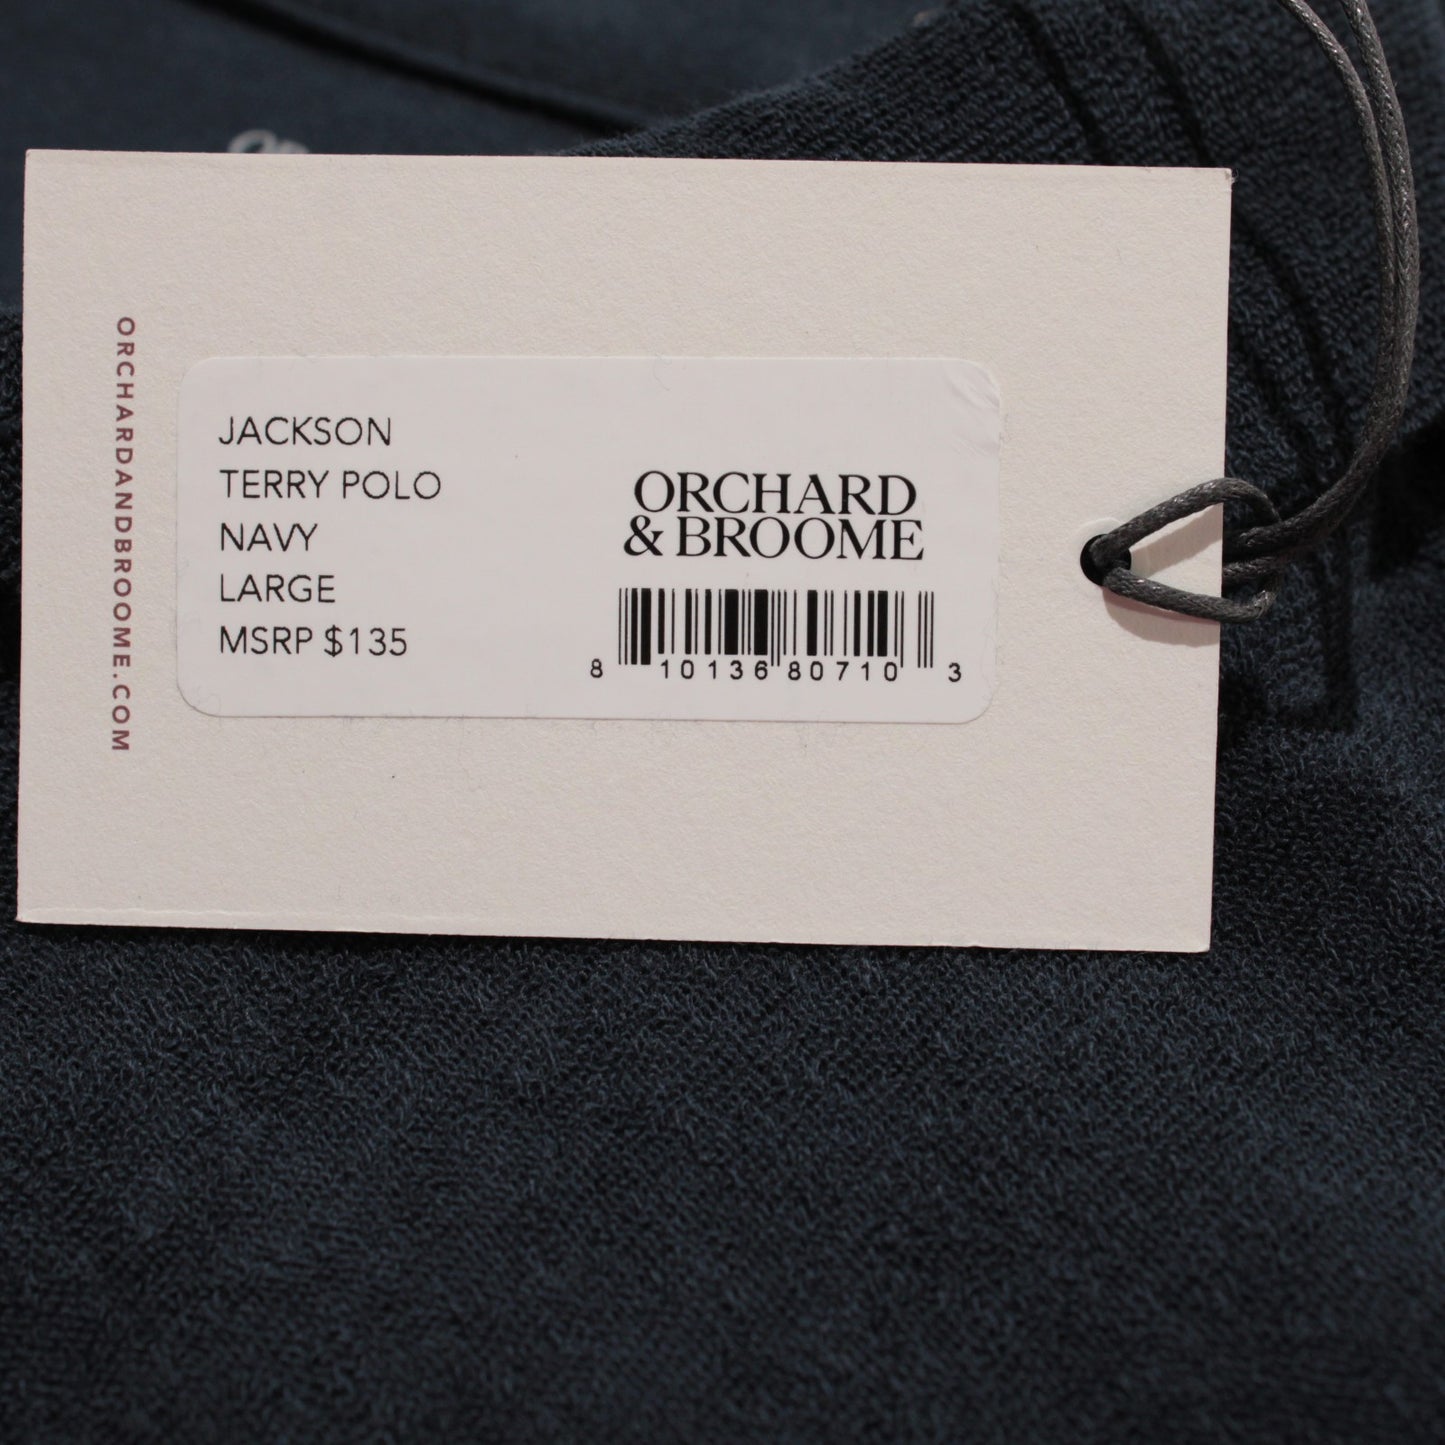 ORCHARDANDBROOME.COM
JACKSON
TERRY POLO
NAVY
LARGE
MSRP $135
ORCHARD
& BROOME
8 10136 80710 3